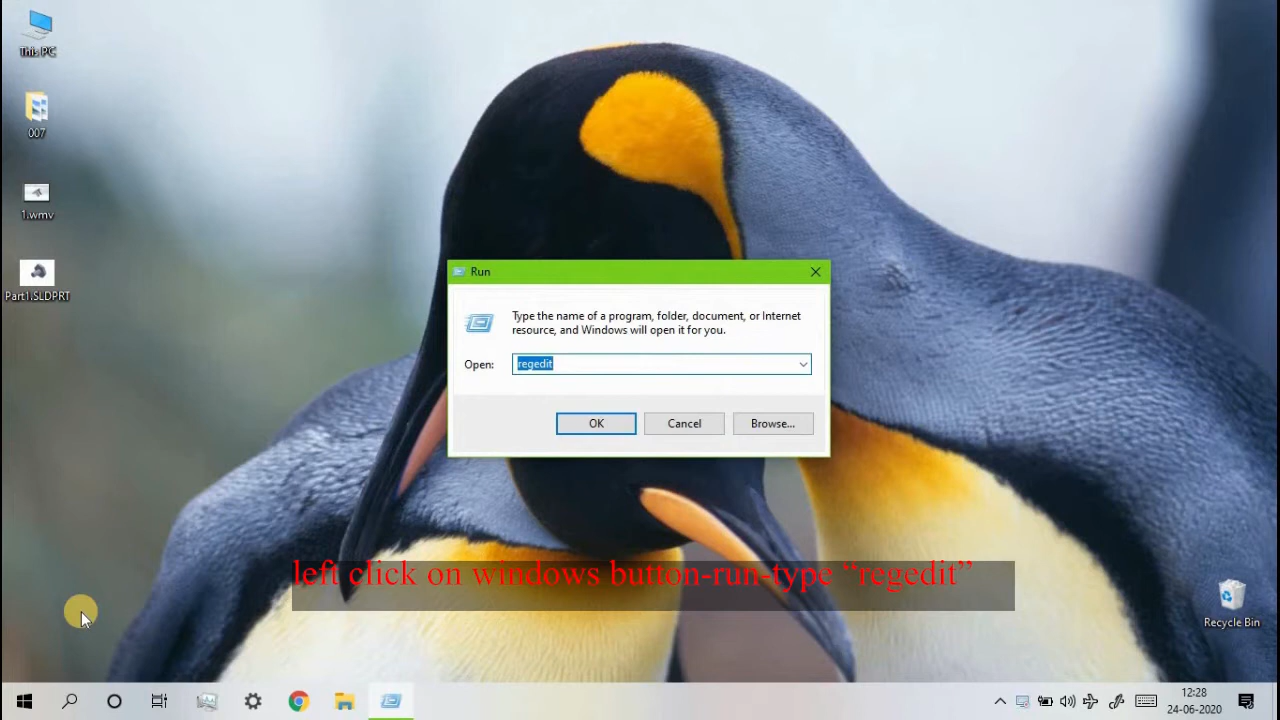 This PC
007
1.wmv
Part1.SLDPRT
Run
Type the name of a program, folder, document, or Internet
resource, and Windows will open it for you.
Open:
regedit
OK
Cancel
Browse...
left click on windows button-run-type “regedit”
Recycle Bin
12:28
24-06-2020